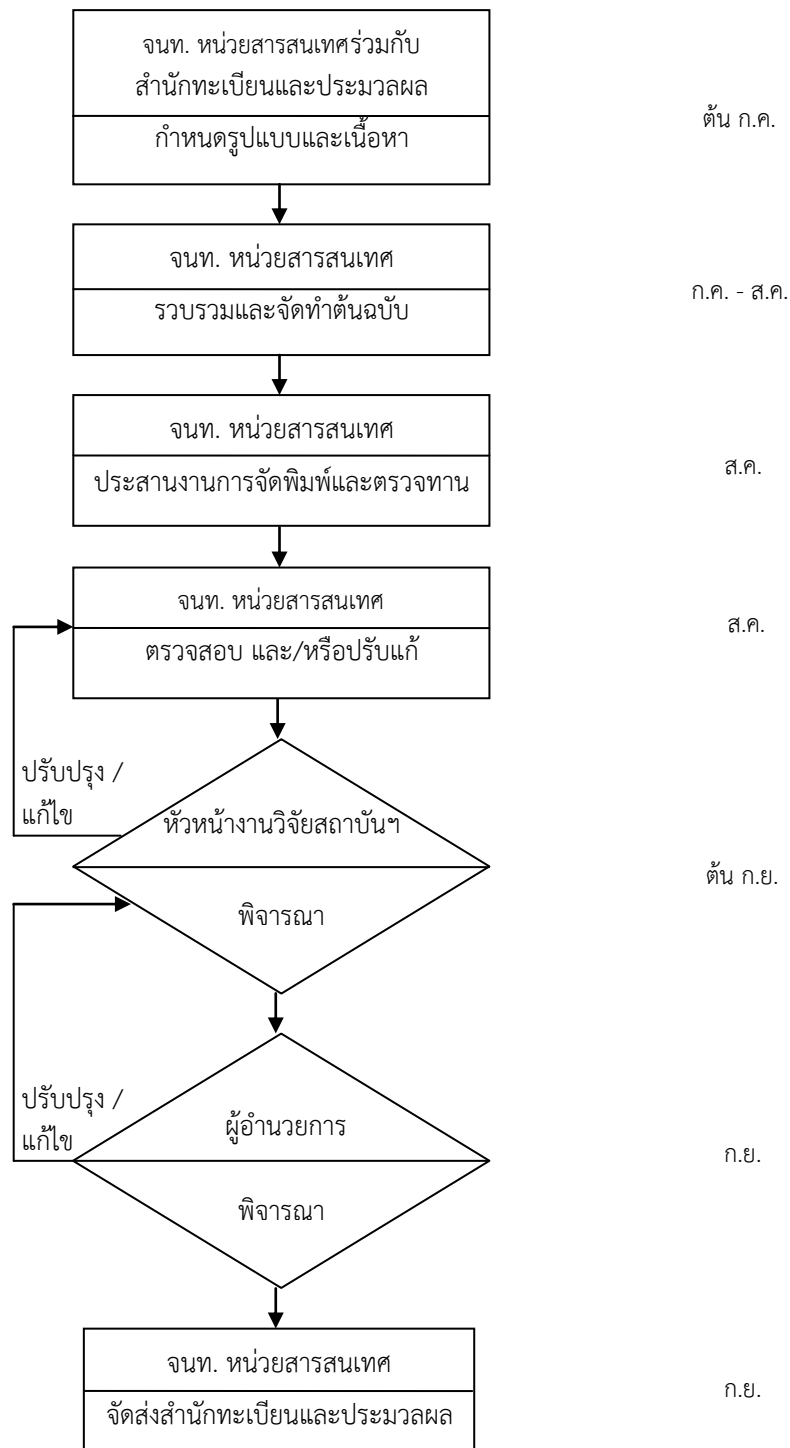 จนท. หน่วยสารสนเทศร่วมกับ
สำนักทะเบียนและประมวลผล
กำหนดรูปแบบและเนื้อหา
ต้น ก.ค.
จนท. หน่วยสารสนเทศ
รวบรวมและจัดทำต้นฉบับ
ก.ค. - ส.ค.
จนท. หน่วยสารสนเทศ
ประสานงานการจัดพิมพ์และตรวจทาน
ส.ค.
จนท. หน่วยสารสนเทศ
ตรวจสอบ และ/หรือปรับแก้
ส.ค.
ปรับปรุง /
แก้ไข
หัวหน้างานวิจัยสถาบันฯ
พิจารณา
ต้น ก.ย.
ปรับปรุง /
แก้ไข
ผู้อำนวยการ
พิจารณา
ก.ย.
จนท. หน่วยสารสนเทศ
จัดส่งสำนักทะเบียนและประมวลผล
ก.ย.